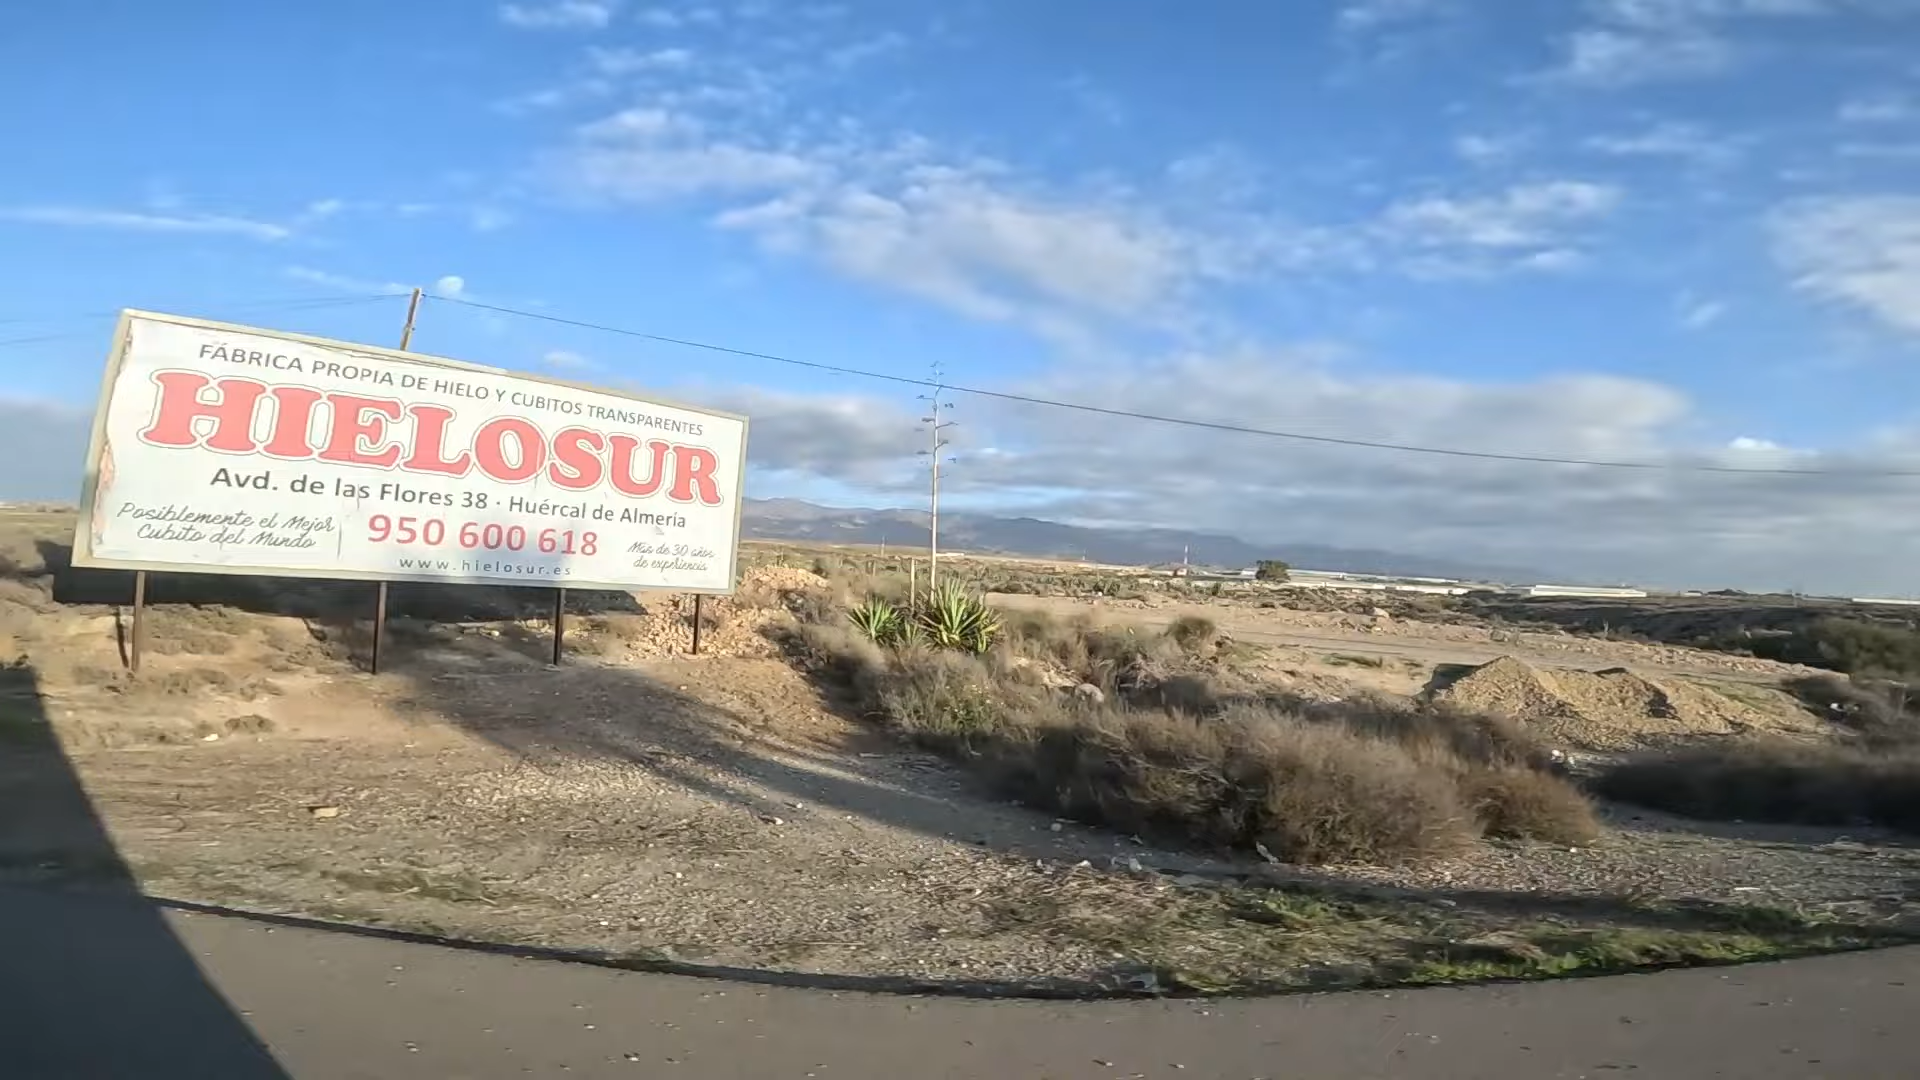 FÁBRICA PROPIA DE HIELO Y CUBITOS TRANSPARENTES
HIELOSUR
Avd. de las Flores 38 · Huércal de Almería
Posiblemente el Mejor
Cubito del Mundo
950 600 618
Más de 30 años
de experiencia
www.hielosur.es